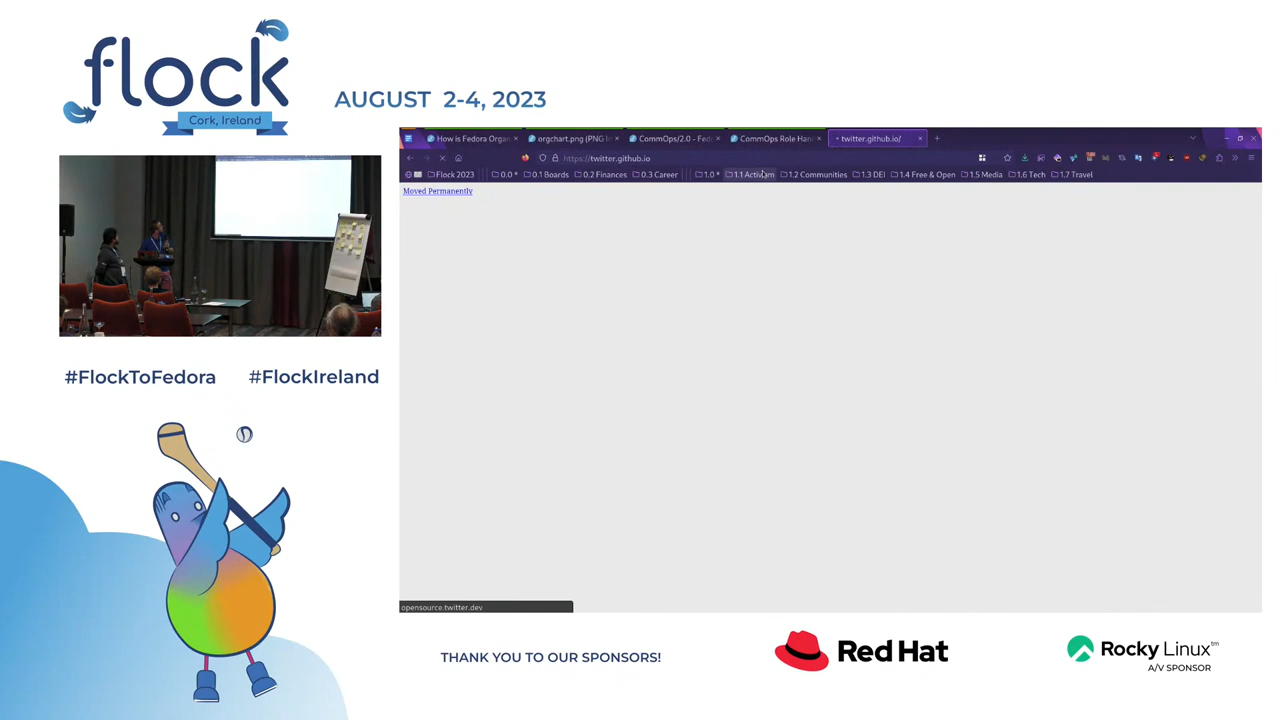 flock
Cork, Ireland
AUGUST 2-4, 2023
How is Fedora Organ
orgchart.png (PNG In
CommOps/2.0 - Fed
CommOps Role Han
twitter.github.io/
https://twitter.github.io
Flock 2023
0.0 *
0.1 Boards
0.2 Finances
0.3 Career
1.0 *
1.1 Activism
1.2 Communities
1.3 DEI
1.4 Free & Open
1.5 Media
1.6 Tech
1.7 Travel
Moved Permanently
opensource.twitter.dev
#FlockToFedora
#FlockIreland
THANK YOU TO OUR SPONSORS!
Red Hat
Rocky Linux™
A/V SPONSOR